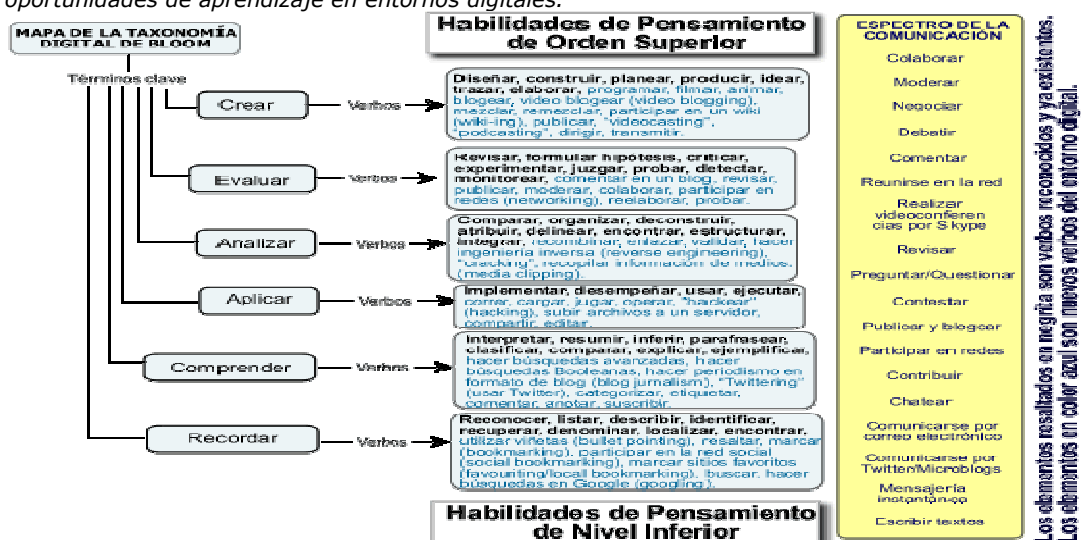 oportunidades de aprendizaje en entornos digitales.
MAPA DE LA TAXONOMÍA
DIGITAL DE BLOOM
Términos clave
Habilidades de Pensamiento
de Orden Superior
Crear
Verbos
Diseñar, construir, planear, producir, idear,
trazar, elaborar, programar, filmar, animar,
blogear, video blogear (video blogging),
mezclar, remezclar, participar en un wiki
(wiki-ing), publicar, "videocasting",
"podcasting", dirigir, transmitir.
Evaluar
Verbos
Revisar, formular hipótesis, criticar,
experimentar, juzgar, probar, detectar,
monitorear, comentar en un blog, revisar,
publicar, moderar, colaborar, participar en
redes (networking), reelaborar, probar.
Analizar
Verbos
Comparar, organizar, deconstruir,
atribuir, delinear, encontrar, estructurar,
integrar, recombinar, enlazar, validar, hacer
ingeniería inversa (reverse engineering),
"cracking", recopilar información de medios.
(media clipping).
Aplicar
Verbos
Implementar, desempeñar, usar, ejecutar,
correr, cargar, jugar, operar, "hackear"
(hacking), subir archivos a un servidor,
compartir, editar.
Comprender
Verbos
Interpretar, resumir, inferir, parafrasear,
clasificar, comparar, explicar, ejemplificar,
hacer búsquedas avanzadas, hacer
búsquedas Booleanas, hacer periodismo en
formato de blog (blog jurnalism), "Twittering"
(usar Twitter), categorizar, etiquetar,
comentar, anotar, suscribir.
Recordar
Verbos
Reconocer, listar, describir, identificar,
recuperar, denominar, localizar, encontrar,
utilizar viñetas (bullet pointing), resaltar, marcar
(bookmarking), participar en la red social
(social bookmarking), marcar sitios favoritos
(favouriting/local bookmarking), buscar, hacer
búsquedas en Google (googling).
Habilidades de Pensamiento
de Nivel Inferior
ESPECTRO DE LA
COMUNICACIÓN
Colaborar
Moderar
Negociar
Debatir
Comentar
Reunirse en la red
Realizar
videoconferen
cias por Skype
Revisar
Preguntar/Questionar
Contestar
Publicar y blogear
Participar en redes
Contribuir
Chatear
Comunicarse por
correo electrónico
Comunicarse por
Twitter/Microblogs
Mensajería
instantánea
Escribir textos
Los elementos resaltados en negrita son verbos reconocidos y ya existentes.
Los elementos en color azul son nuevos verbos del entorno digital.